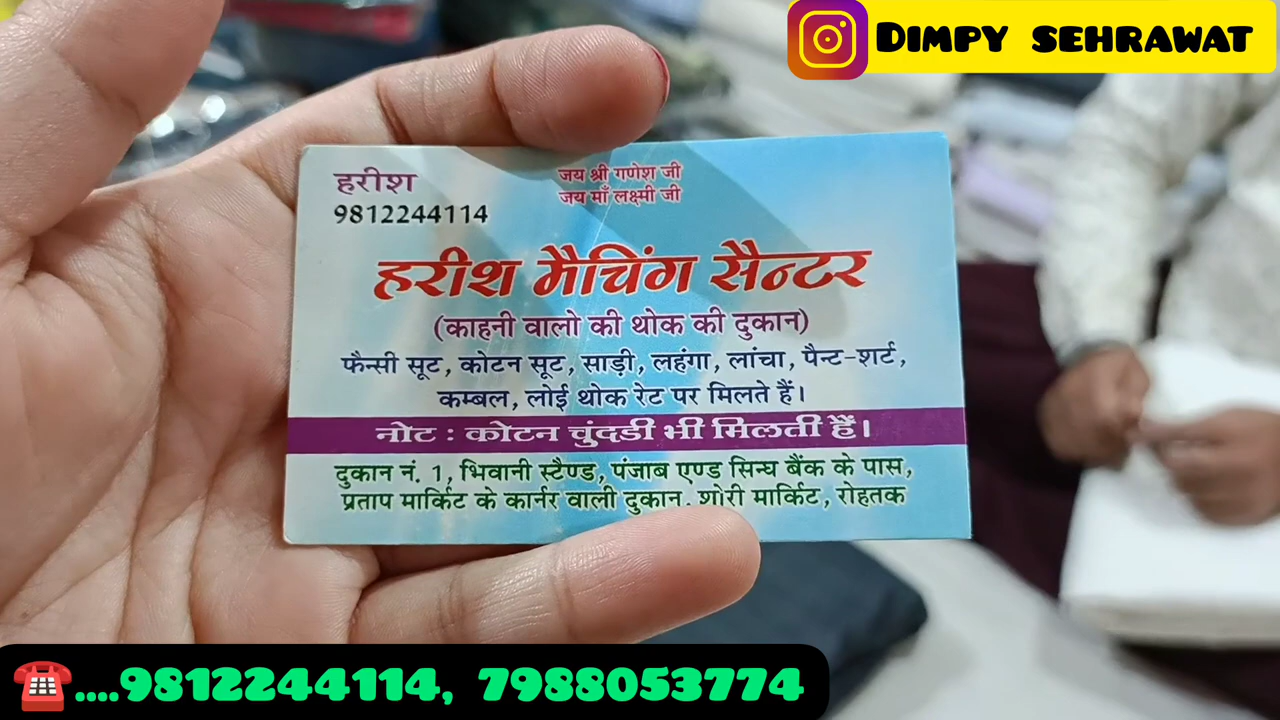 Dimpy sehrawat
हरीश
9812244114
जय श्री गणेश जी
जय माँ लक्ष्मी जी
हरीश मैचिंग सैन्टर
(काहनी वालो की थोक की दुकान)
फैन्सी सूट, कोटन सूट, साड़ी, लहंगा, लांचा, पैन्ट-शर्ट,
कम्बल, लोई थोक रेट पर मिलते हैं।
नोट : कोटन चुंदडी भी मिलती हैं।
दुकान नं. 1, भिवानी स्टैण्ड, पंजाब एण्ड सिन्ध बैंक के पास,
प्रताप मार्किट के कार्नर वाली दुकान, शोरी मार्किट, रोहतक
☎️....9812244114, 7988053774